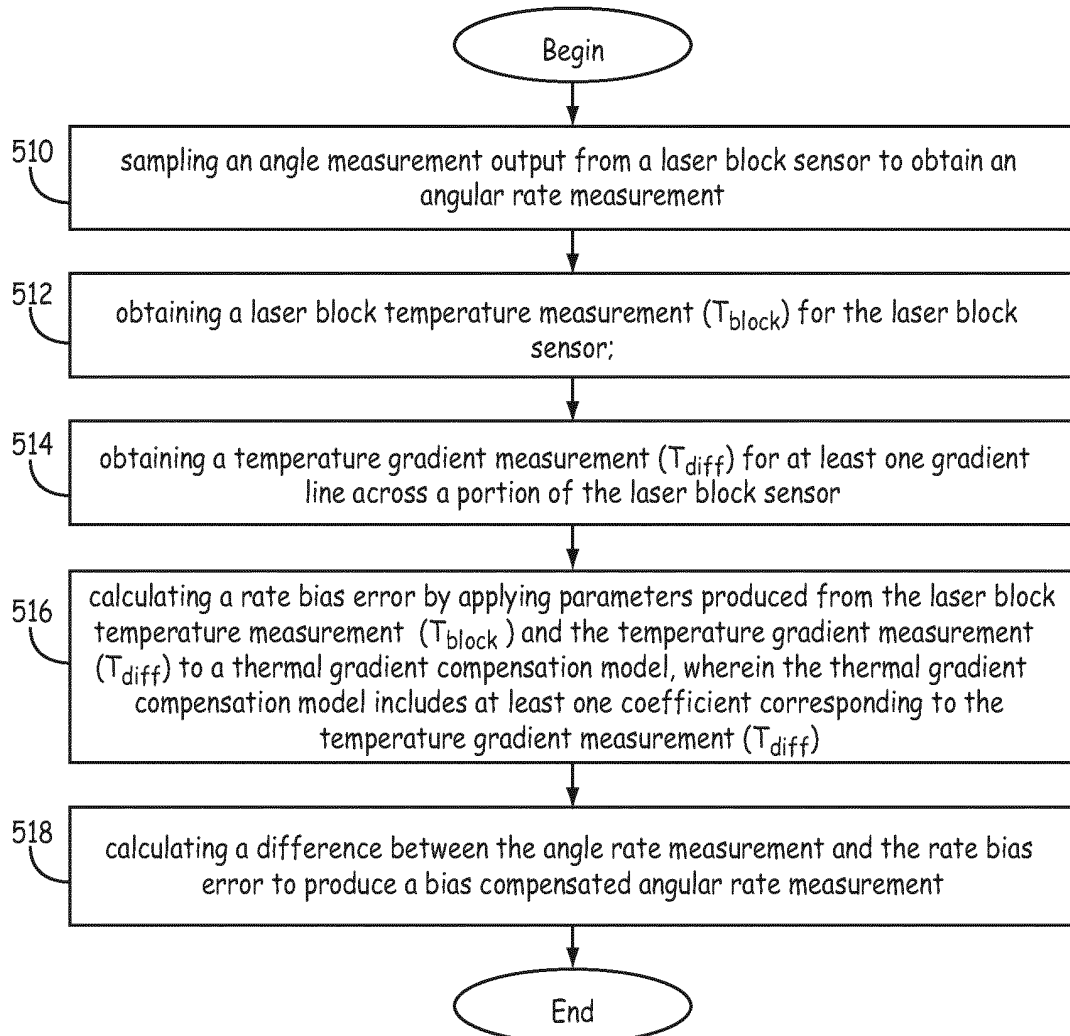 Begin
510
sampling an angle measurement output from a laser block sensor to obtain an
angular rate measurement
512
obtaining a laser block temperature measurement (Tblock) for the laser block
sensor;
514
obtaining a temperature gradient measurement (Tdiff) for at least one gradient
line across a portion of the laser block sensor
516
calculating a rate bias error by applying parameters produced from the laser block
temperature measurement (Tblock) and the temperature gradient measurement
(Tdiff) to a thermal gradient compensation model, wherein the thermal gradient
compensation model includes at least one coefficient corresponding to the
temperature gradient measurement (Tdiff)
518
calculating a difference between the angle rate measurement and the rate bias
error to produce a bias compensated angular rate measurement
End